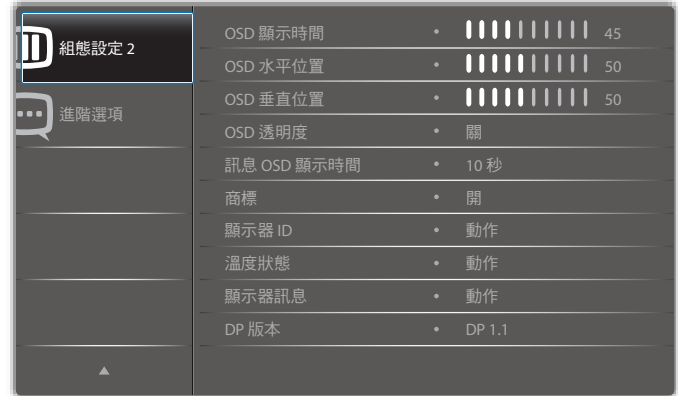 組態設定 2
進階選項
OSD 顯示時間 • 45
OSD 水平位置 • 50
OSD 垂直位置 • 50
OSD 透明度 • 關
訊息 OSD 顯示時間 • 10 秒
商標 • 開
顯示器 ID • 動作
溫度狀態 • 動作
顯示器訊息 • 動作
DP 版本 • DP 1.1